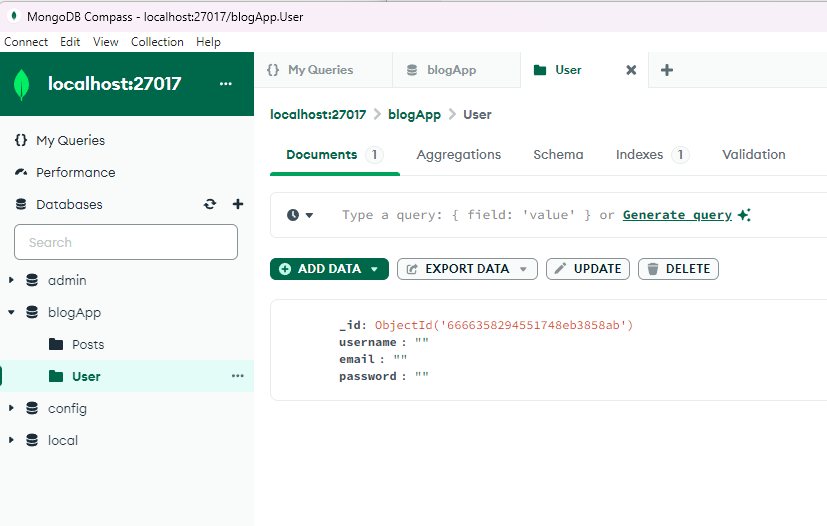 MongoDB Compass - localhost:27017/blogApp.User
Connect Edit View Collection Help
localhost:27017 ...
{} My Queries
Performance
Databases
Search
admin
blogApp
Posts
User ...
config
local
{} My Queries blogApp User
localhost:27017 > blogApp > User
Documents 1 Aggregations Schema Indexes 1 Validation
Type a query: { field: 'value' } or Generate query
ADD DATA EXPORT DATA UPDATE DELETE
_id: ObjectId('6666358294551748eb3858ab')
username : ""
email : ""
password : ""